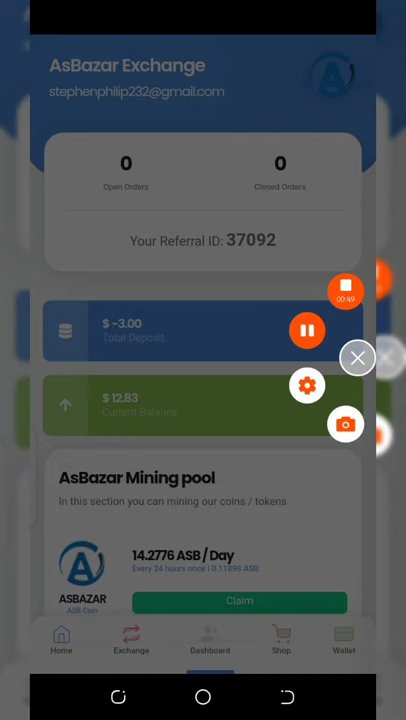 AsBazar Exchange
stephenphilip232@gmail.com
0
0
Open Orders
Closed Orders
Your Referral ID: 37092
00:49
$ -3.00
Total Deposit
$ 12.83
Current Balance
AsBazar Mining pool
In this section you can mining our coins / tokens
14.2776 ASB / Day
Every 24 hours once | 0.11898 ASB
ASBAZAR
ASB Coin
Claim
Home
Exchange
Dashboard
Shop
Wallet